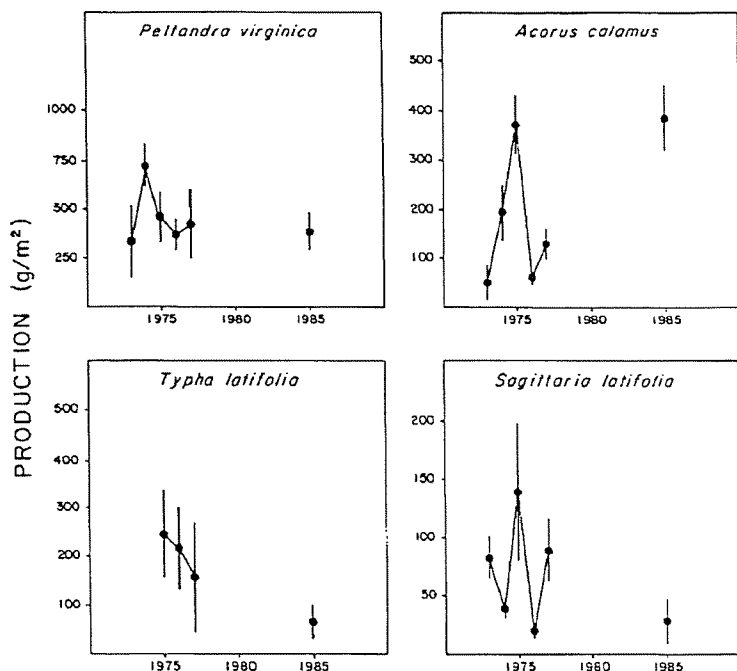 PRODUCTION (g/m²)
Peltandra virginica
1000
750
500
250
1975 1980 1985
Acorus calamus
500
400
300
200
100
1975 1980 1985
Typha latifolia
500
400
300
200
100
1975 1980 1985
Sagittaria latifolia
200
150
100
50
1975 1980 1985